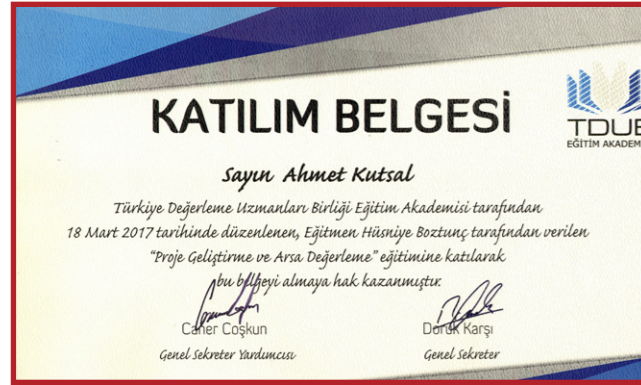 KATILIM BELGESİ
TDUB
EĞİTİM AKADEM
Sayın Ahmet Kutsal
Türkiye Değerleme Uzmanları Birliği Eğitim Akademisi tarafından
18 Mart 2017 tarihinde düzenlenen, Eğitmen Hüsniye Boztunç tarafından verilen
“Proje Geliştirme ve Arsa Değerleme” eğitimine katılarak
bu belgeyi almaya hak kazanmıştır.
Caner Coşkun
Genel Sekreter Yardımcısı
Doruk Karşı
Genel Sekreter